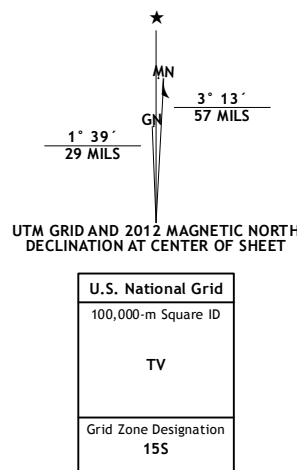 ★
MN
GN
3° 13´
57 MILS
1° 39´
29 MILS
UTM GRID AND 2012 MAGNETIC NORTH
DECLINATION AT CENTER OF SHEET
U.S. National Grid
100,000-m Square ID
TV
Grid Zone Designation
15S